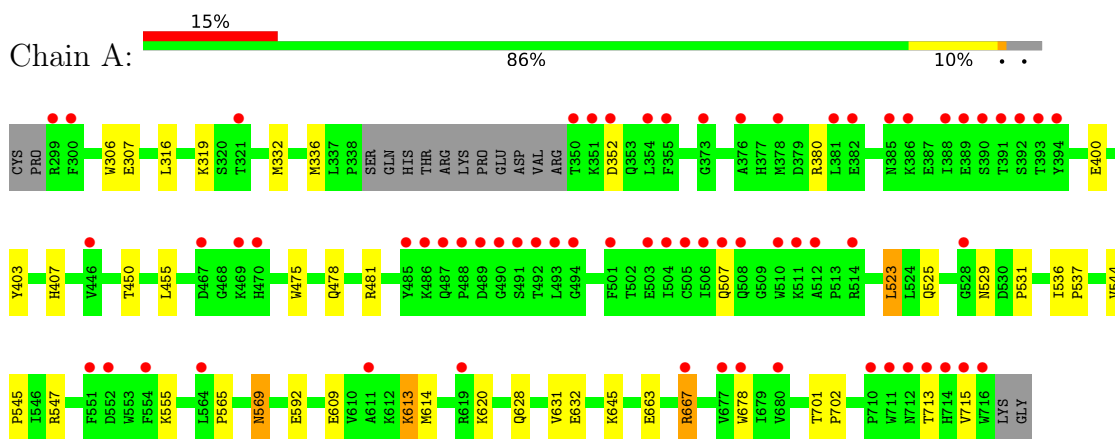 15%
Chain A:
86% 10% • •
CYS PRO R299 F300 W306 E307 L316 K319 S320 T321 M332 M336 L337 P338 SER GLN HIS THR ARG LYS PRO GLU ASP VAL ARG T350 K351 D352 Q353 L354 F355 G373 A376 H377 M378 D379 R380 L381 E382 N385 K386 E387 I388 E389 S390 T391 S392 T393 Y394 E400
Y403 H407 V446 T450 L455 D467 G468 K469 H470 W475 Q478 R481 Y485 K486 Q487 P488 D489 G490 S491 T492 L493 G494 F501 T502 E503 I504 C505 I506 Q507 Q508 G509 W510 K511 A512 P513 R514 L523 L524 Q525 G528 N529 D530 P531 I536 P537 V544
P545 I546 R547 F551 D552 W553 F554 K555 L564 P565 N569 E592 E609 V610 A611 K612 K613 M614 R619 K620 Q628 V631 E632 K645 E663 R667 V677 W678 I679 V680 T701 P702 P710 W711 N712 T713 H714 V715 W716 LYS GLY